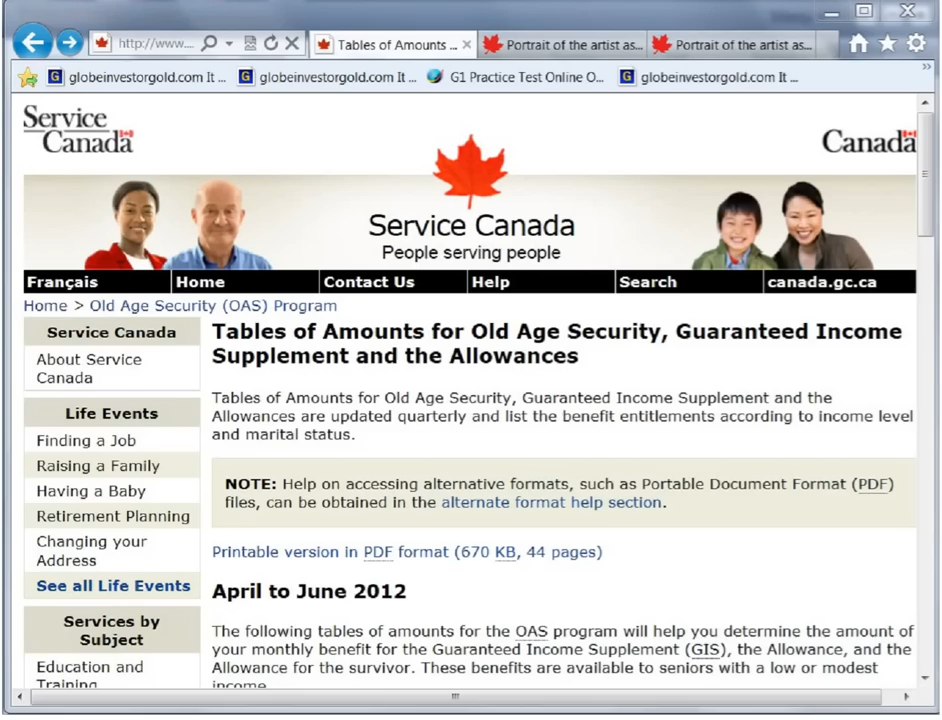 http://www....
Tables of Amounts ...
Portrait of the artist as...
Portrait of the artist as...
globeinvestorgold.com It ...
globeinvestorgold.com It ...
G1 Practice Test Online O...
globeinvestorgold.com It ...
Service
Canada
Canada
Service Canada
People serving people
Français Home Contact Us Help Search canada.gc.ca
Home > Old Age Security (OAS) Program
Service Canada
About Service
Canada
Life Events
Finding a Job
Raising a Family
Having a Baby
Retirement Planning
Changing your
Address
See all Life Events
Services by
Subject
Education and
Training
Tables of Amounts for Old Age Security, Guaranteed Income
Supplement and the Allowances
Tables of Amounts for Old Age Security, Guaranteed Income Supplement and the
Allowances are updated quarterly and list the benefit entitlements according to income level
and marital status.
NOTE: Help on accessing alternative formats, such as Portable Document Format (PDF)
files, can be obtained in the alternate format help section.
Printable version in PDF format (670 KB, 44 pages)
April to June 2012
The following tables of amounts for the OAS program will help you determine the amount of
your monthly benefit for the Guaranteed Income Supplement (GIS), the Allowance, and the
Allowance for the survivor. These benefits are available to seniors with a low or modest
income.